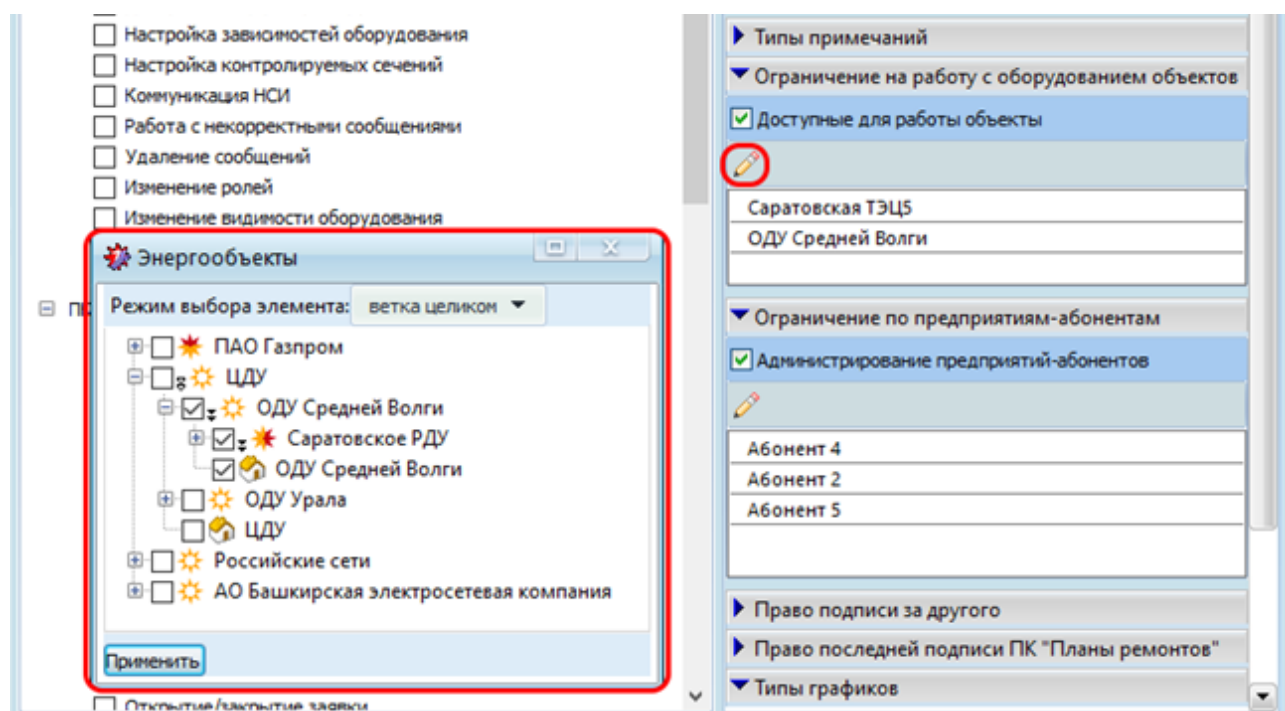 Настройка зависимостей оборудования
Настройка контролируемых сечений
Коммуникация НСИ
Работа с некорректными сообщениями
Удаление сообщений
Изменение ролей
Изменение видимости оборудования
Энергообъекты
Режим выбора элемента: ветка целиком
ПАО Газпром
ЦДУ
ОДУ Средней Волги
Саратовское РДУ
ОДУ Средней Волги
ОДУ Урала
ЦДУ
Российские сети
АО Башкирская электросетевая компания
Применить
Открытие/закрытие заявки
Типы примечаний
Ограничение на работу с оборудованием объектов
Доступные для работы объекты
Саратовская ТЭЦ5
ОДУ Средней Волги
Ограничение по предприятиям-абонентам
Администрирование предприятий-абонентов
Абонент 4
Абонент 2
Абонент 5
Право подписи за другого
Право последней подписи ПК "Планы ремонтов"
Типы графиков